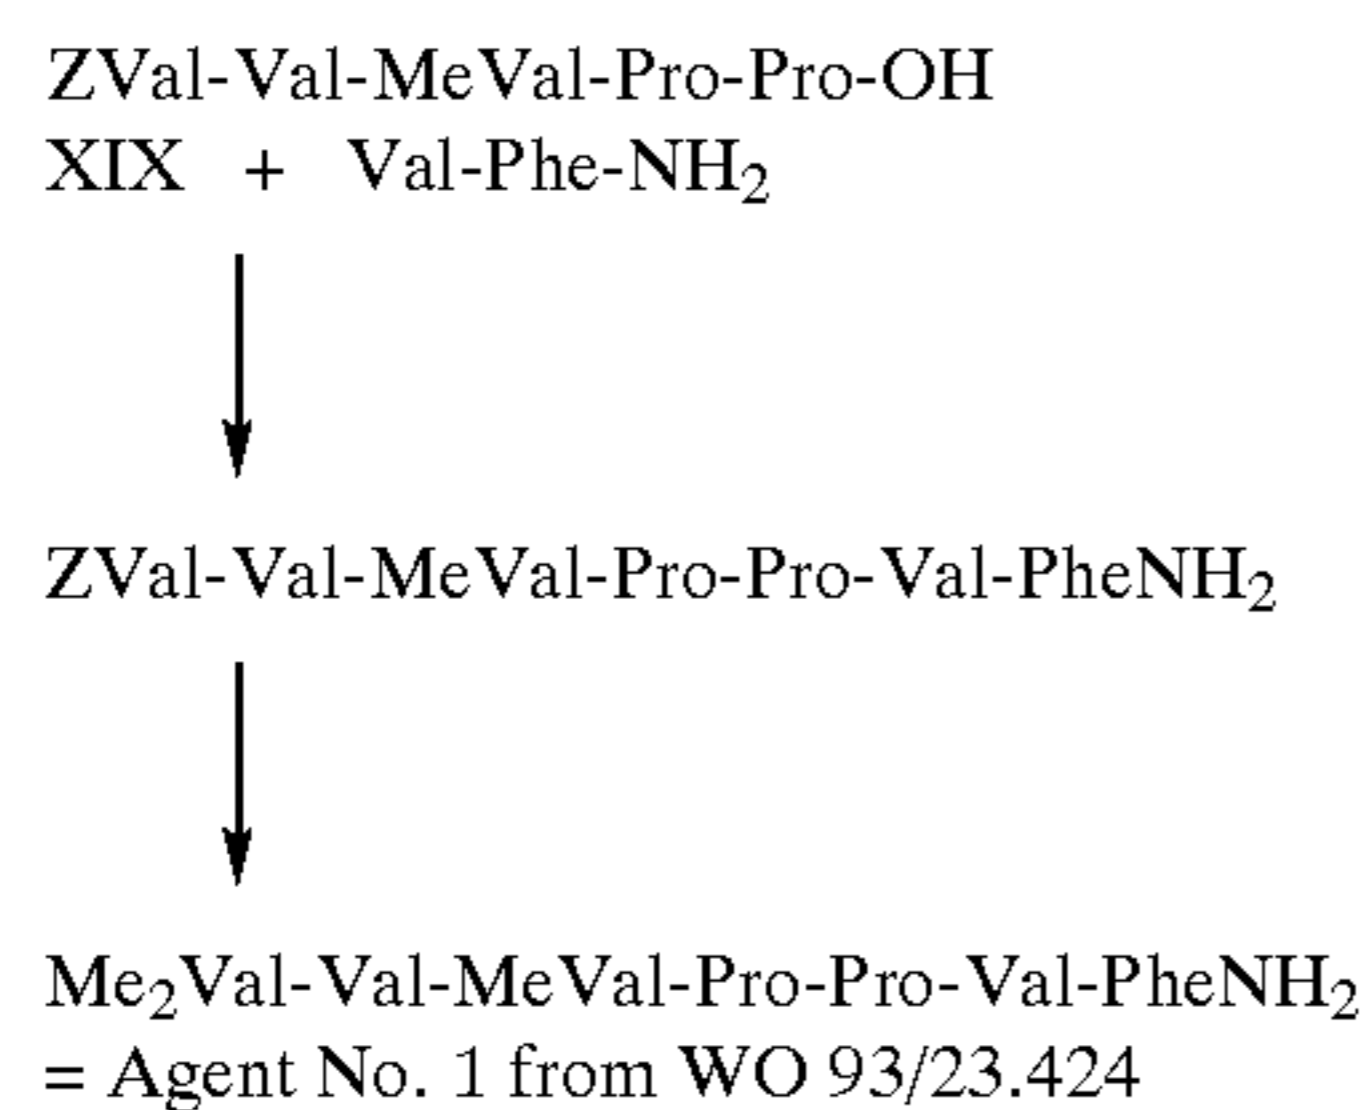 ZVal-Val-MeVal-Pro-Pro-OH
XIX + Val-Phe-NH₂
ZVal-Val-MeVal-Pro-Pro-Val-PheNH₂
Me₂Val-Val-MeVal-Pro-Pro-Val-PheNH₂
= Agent No. 1 from WO 93/23.424